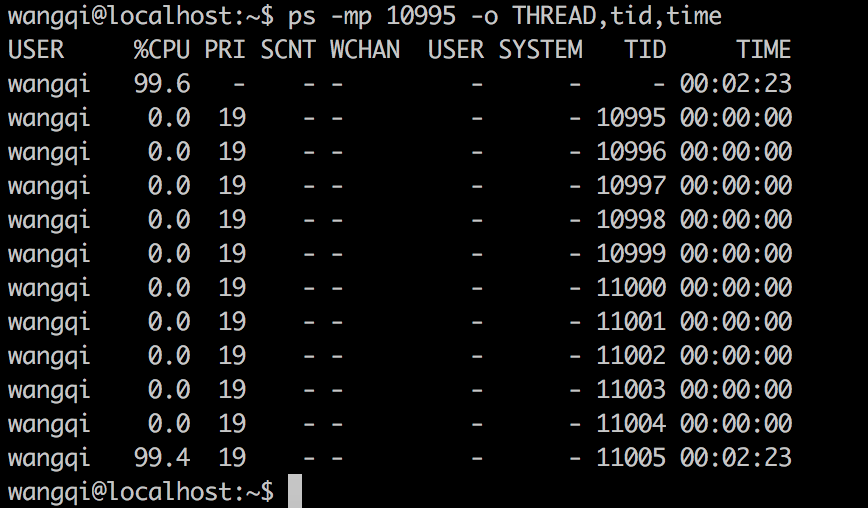 wangqi@localhost:~$ ps -mp 10995 -o THREAD,tid,time
USER     %CPU PRI SCNT WCHAN  USER SYSTEM   TID     TIME
wangqi   99.6   -    - -         -      -     - 00:02:23
wangqi    0.0  19    - -         -      - 10995 00:00:00
wangqi    0.0  19    - -         -      - 10996 00:00:00
wangqi    0.0  19    - -         -      - 10997 00:00:00
wangqi    0.0  19    - -         -      - 10998 00:00:00
wangqi    0.0  19    - -         -      - 10999 00:00:00
wangqi    0.0  19    - -         -      - 11000 00:00:00
wangqi    0.0  19    - -         -      - 11001 00:00:00
wangqi    0.0  19    - -         -      - 11002 00:00:00
wangqi    0.0  19    - -         -      - 11003 00:00:00
wangqi    0.0  19    - -         -      - 11004 00:00:00
wangqi   99.4  19    - -         -      - 11005 00:02:23
wangqi@localhost:~$